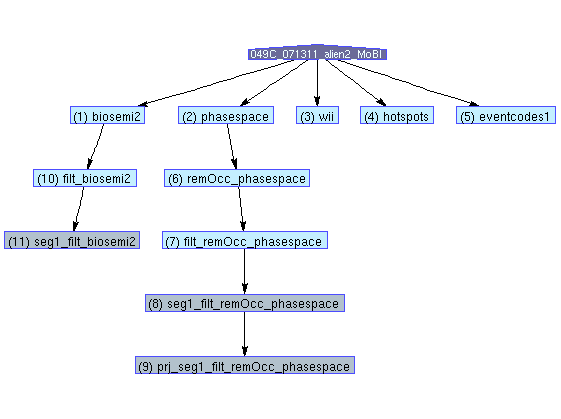 049C_071311_alien2_MoBI
(1) biosemi2
(2) phasespace
(3) wii
(4) hotspots
(5) eventcodes1
(10) filt_biosemi2
(6) remOcc_phasespace
(11) seg1_filt_biosemi2
(7) filt_remOcc_phasespace
(8) seg1_filt_remOcc_phasespace
(9) prj_seg1_filt_remOcc_phasespace